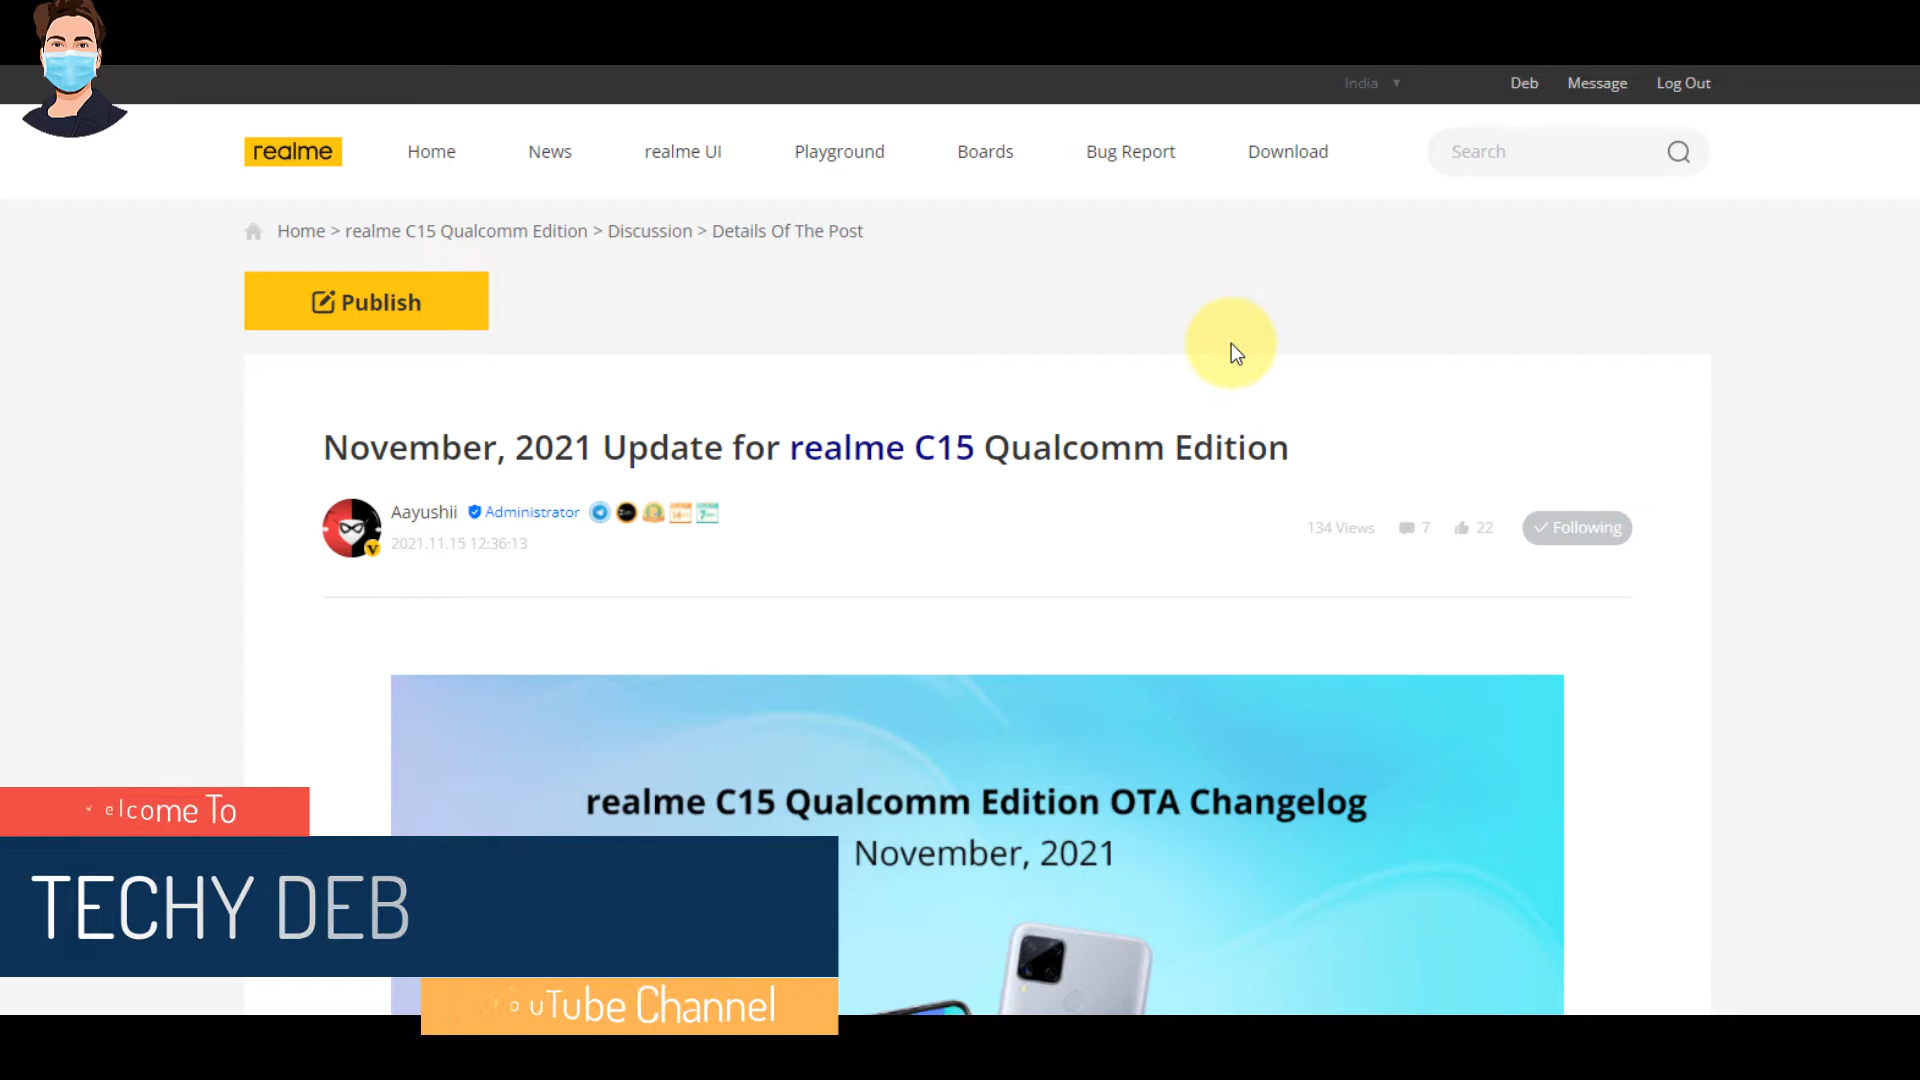 India
Deb
Message
Log Out
realme
Home
News
realme UI
Playground
Boards
Bug Report
Download
Search
Home > realme C15 Qualcomm Edition > Discussion > Details Of The Post
Publish
November, 2021 Update for realme C15 Qualcomm Edition
Aayushii
Administrator
2021.11.15 12:36:13
134 Views
7
22
Following
V
realme C15 Qualcomm Edition OTA Changelog
November, 2021
Welcome To
TECHY DEB
YouTube Channel